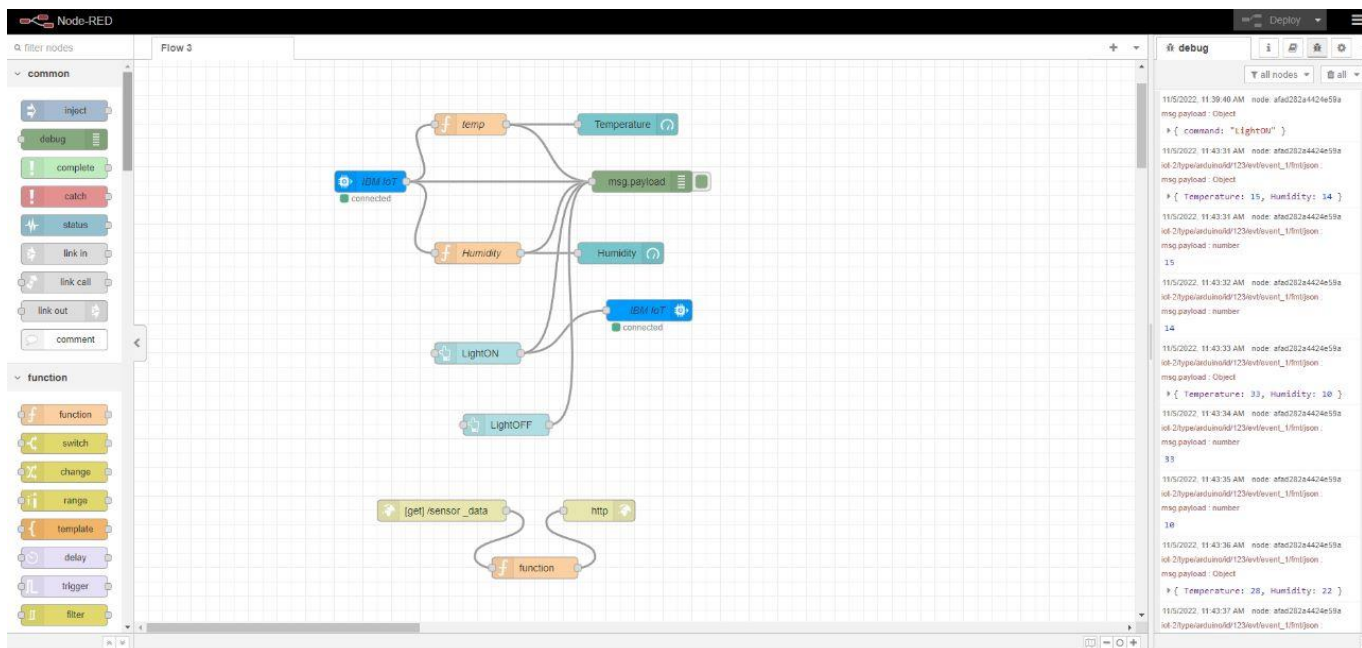 Node-RED
Deploy
filter nodes
Flow 3
debug
all nodes
all
common
inject
debug
complete
catch
status
link in
link call
link out
comment
function
function
switch
change
range
template
delay
trigger
filter
temp
Temperature
IBM IoT
connected
msg.payload
Humidity
Humidity
IBM IoT
connected
LightON
LightOFF
[get] /sensor _data
http
function
11/5/2022, 11:39:40 AM node: afad282a4424e59a
msg.payload : Object
{ command: "LightON" }
11/5/2022, 11:43:31 AM node: afad282a4424e59a
iot-2/type/arduino/id/123/evt/event_1/fmt/json :
msg.payload : Object
{ Temperature: 15, Humidity: 14 }
11/5/2022, 11:43:31 AM node: afad282a4424e59a
iot-2/type/arduino/id/123/evt/event_1/fmt/json :
msg.payload : number
15
11/5/2022, 11:43:32 AM node: afad282a4424e59a
iot-2/type/arduino/id/123/evt/event_1/fmt/json :
msg.payload : number
14
11/5/2022, 11:43:33 AM node: afad282a4424e59a
iot-2/type/arduino/id/123/evt/event_1/fmt/json :
msg.payload : Object
{ Temperature: 33, Humidity: 10 }
11/5/2022, 11:43:34 AM node: afad282a4424e59a
iot-2/type/arduino/id/123/evt/event_1/fmt/json :
msg.payload : number
33
11/5/2022, 11:43:35 AM node: afad282a4424e59a
iot-2/type/arduino/id/123/evt/event_1/fmt/json :
msg.payload : number
10
11/5/2022, 11:43:36 AM node: afad282a4424e59a
iot-2/type/arduino/id/123/evt/event_1/fmt/json :
msg.payload : Object
{ Temperature: 28, Humidity: 22 }
11/5/2022, 11:43:37 AM node: afad282a4424e59a
iot-2/type/arduino/id/123/evt/event_1/fmt/json :